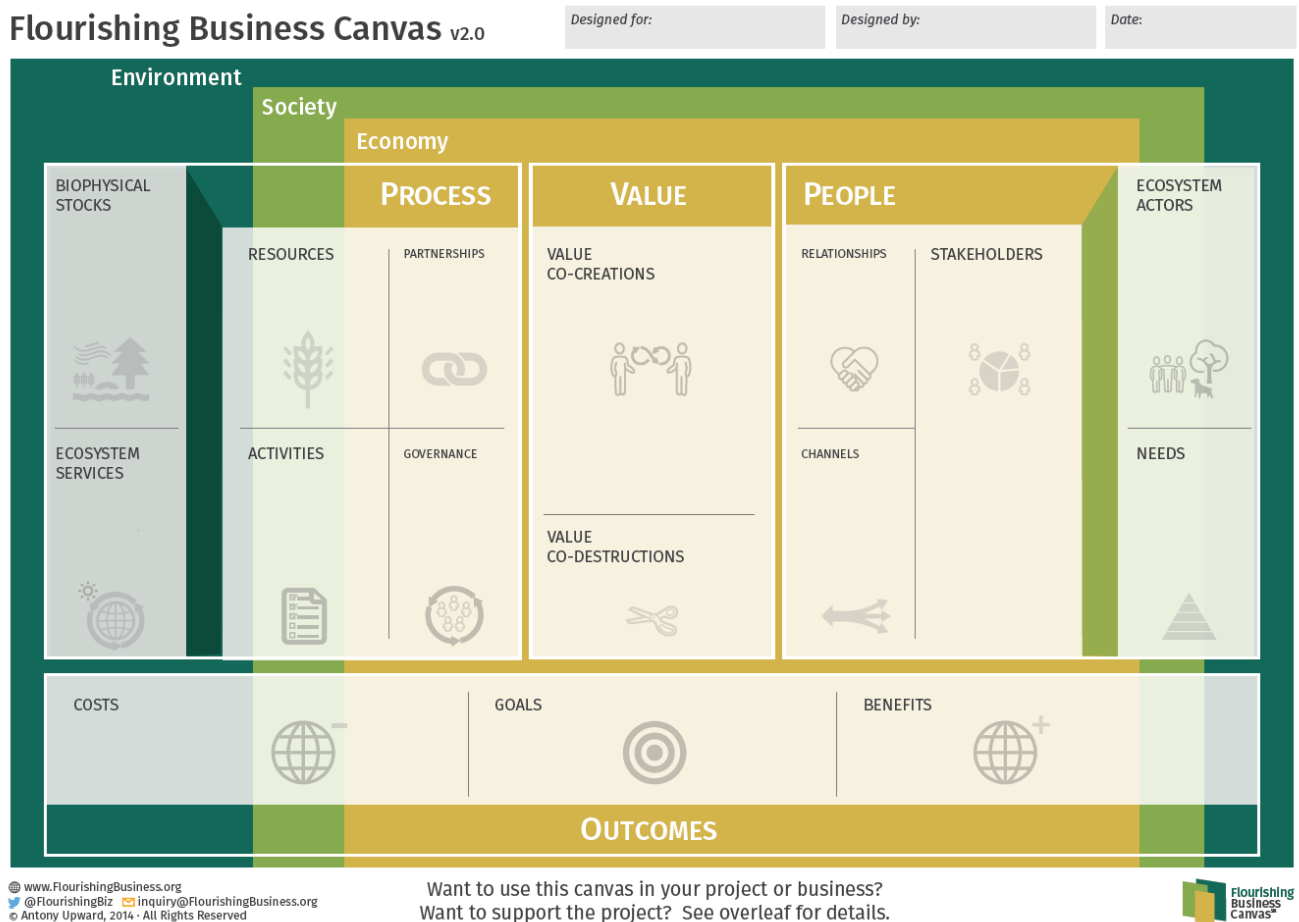 Flourishing Business Canvas v2.0
Designed for:
Designed by:
Date:
Environment
Society
Economy
BIOPHYSICAL
STOCKS
PROCESS
VALUE
PEOPLE
ECOSYSTEM
ACTORS
RESOURCES
PARTNERSHIPS
VALUE
CO-CREATIONS
RELATIONSHIPS
STAKEHOLDERS
ECOSYSTEM
SERVICES
ACTIVITIES
GOVERNANCE
CHANNELS
NEEDS
VALUE
CO-DESTRUCTIONS
COSTS
GOALS
BENEFITS
OUTCOMES
www.FlourishingBusiness.org
@FlourishingBiz inquiry@FlourishingBusiness.org
© Antony Upward, 2014 · All Rights Reserved
Want to use this canvas in your project or business?
Want to support the project? See overleaf for details.
Flourishing
Business
Canvas℠